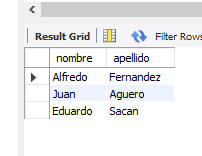 Result Grid Filter Rows
nombre apellido
Alfredo Fernandez
Juan Aguero
Eduardo Sacan